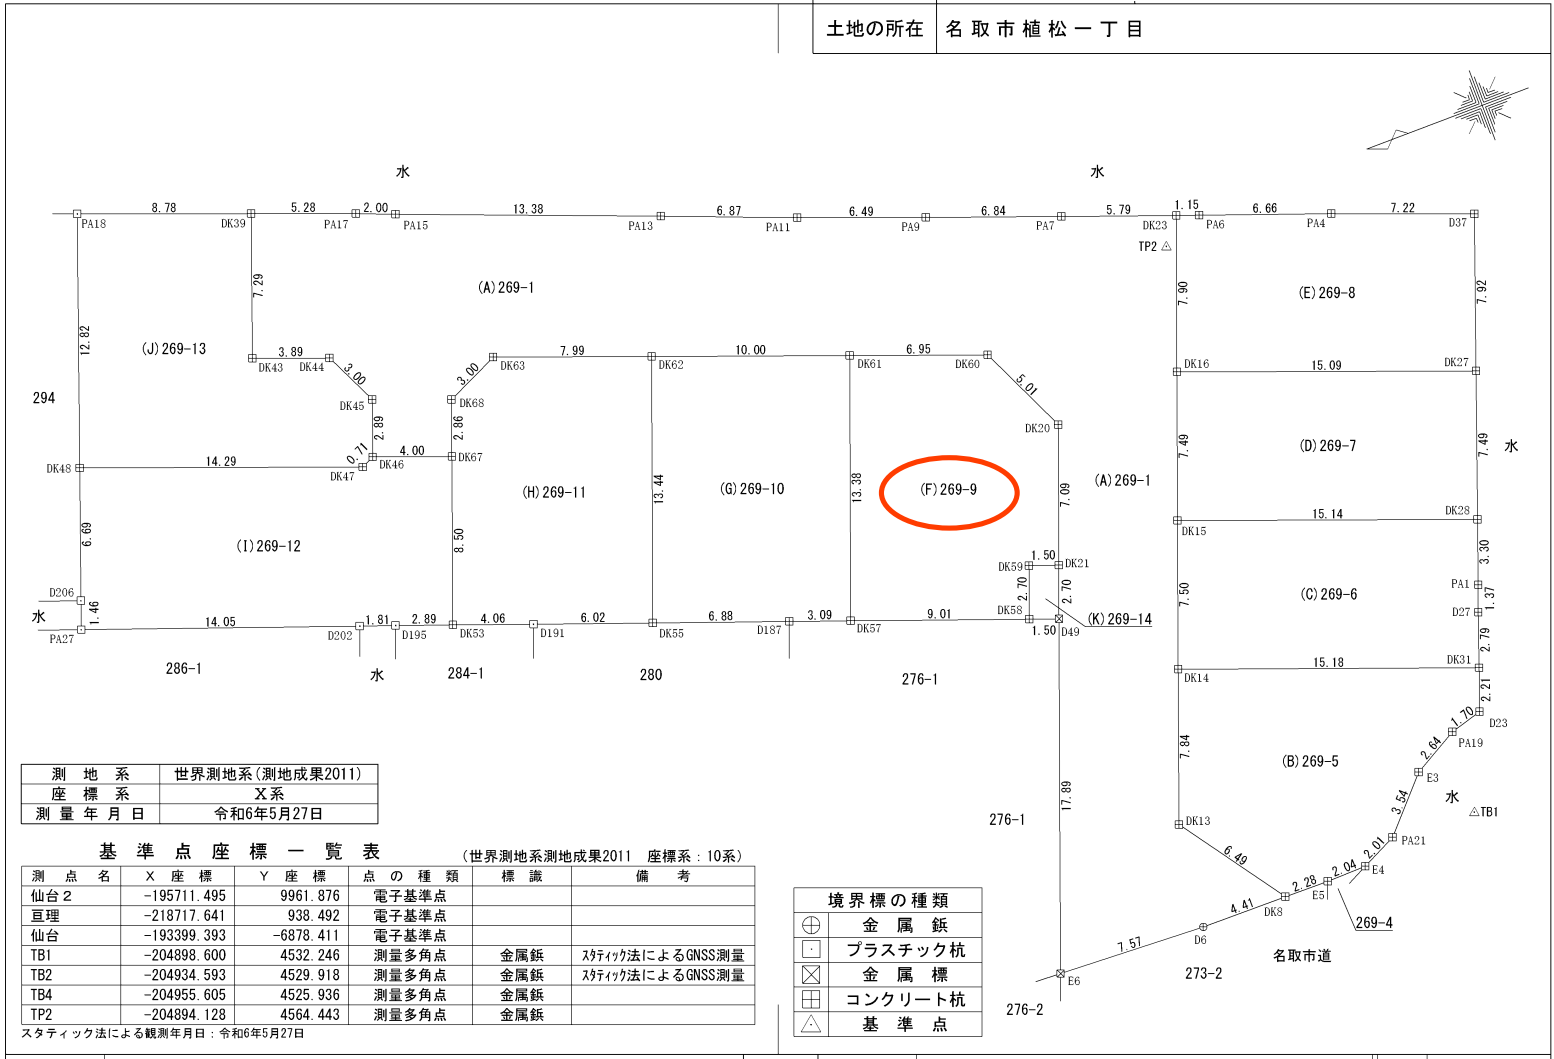 土地の所在 名取市植松一丁目
水 水
8.78 5.28 2.00 13.38 6.87 6.49 6.84 5.79 1.15 6.66 7.22
PA18 DK39 PA17 PA15 PA13 PA11 PA9 PA7 DK23 PA6 PA4 D37
TP2
7.29 (A)269-1 7.90 (E)269-8 7.92
12.82 (J)269-13
3.89 7.99 10.00 6.95
DK43 DK44 DK63 DK62 DK61 DK60 DK16 15.09 DK27
3.00 3.00 5.01
294
DK45 DK68 DK20
2.89 2.86 7.49 (D)269-7 7.49 水
DK48 14.29 0.71 4.00
DK47 DK46 DK67
(H)269-11 (G)269-10 (F)269-9 (A)269-1
13.44 13.38 7.09
DK15 15.14 DK28
6.69 (I)269-12 8.50
1.50 3.30
DK59 DK21
D206 2.70 2.70 7.50 (C)269-6 PA1
1.37
水 1.46 D27
DK58 (K)269-14
14.05 1.81 2.89 4.06 6.02 6.88 3.09 9.01 1.50 2.79
PA27 D202 D195 DK53 D191 DK55 D187 DK57 D49
286-1 水 284-1 280 276-1
DK14 15.18 DK31
2.21
1.70 D23
7.84 2.64 PA19
(B)269-5
E3
17.89 3.54 水
276-1 DK13 TB1
PA21
6.49 2.01
2.04 E4
2.28 E5
DK8
4.41 269-4
D6
7.57 名取市道
273-2
E6
276-2
測地系 世界測地系(測地成果2011)
座標系 X系
測量年月日 令和6年5月27日
基準点座標一覧表 (世界測地系測地成果2011 座標系:10系)
測点名 X座標 Y座標 点の種類 標識 備考
仙台2 -195711.495 9961.876 電子基準点
亘理 -218717.641 938.492 電子基準点
仙台 -193399.393 -6878.411 電子基準点
TB1 -204898.600 4532.246 測量多角点 金属鋲 スタティック法によるGNSS測量
TB2 -204934.593 4529.918 測量多角点 金属鋲 スタティック法によるGNSS測量
TB4 -204955.605 4525.936 測量多角点 金属鋲
TP2 -204894.128 4564.443 測量多角点 金属鋲
スタティック法による観測年月日:令和6年5月27日
境界標の種類
金属鋲
プラスチック杭
金属標
コンクリート杭
基準点